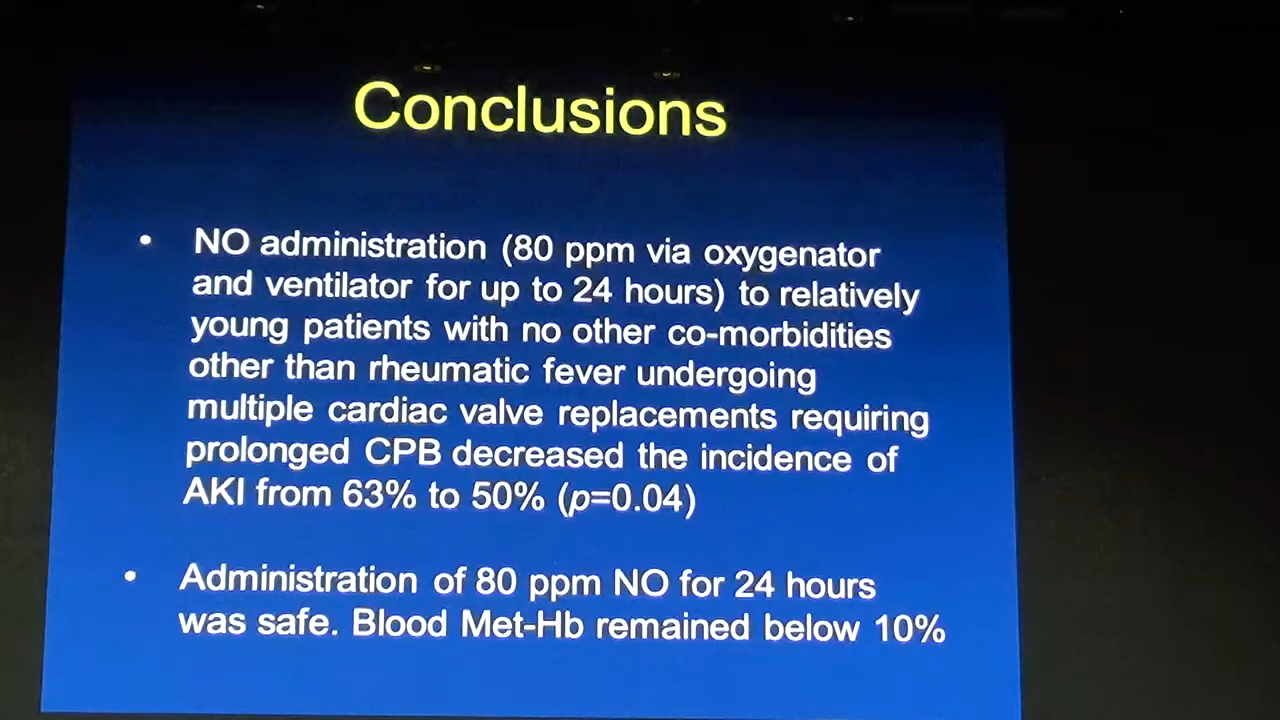 Conclusions
• NO administration (80 ppm via oxygenator
and ventilator for up to 24 hours) to relatively
young patients with no other co-morbidities
other than rheumatic fever undergoing
multiple cardiac valve replacements requiring
prolonged CPB decreased the incidence of
AKI from 63% to 50% (p=0.04)
• Administration of 80 ppm NO for 24 hours
was safe. Blood Met-Hb remained below 10%